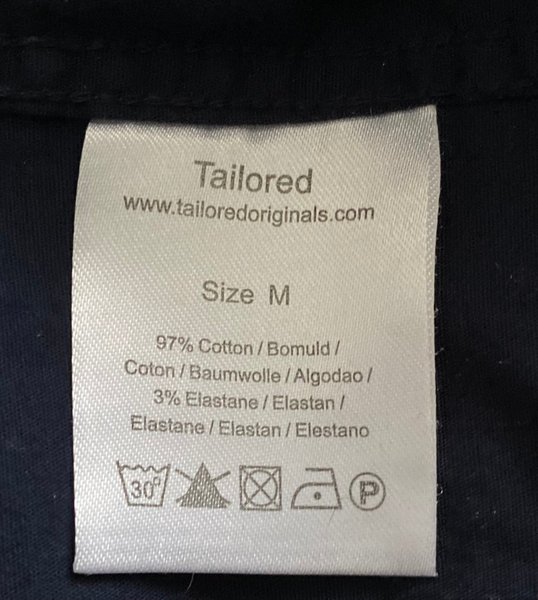 Tailored
www.tailoredoriginals.com
Size M
97% Cotton / Bomuld /
Coton / Baumwolle / Algodao /
3% Elastane / Elastan /
Elastane / Elastan / Elestano
30° P